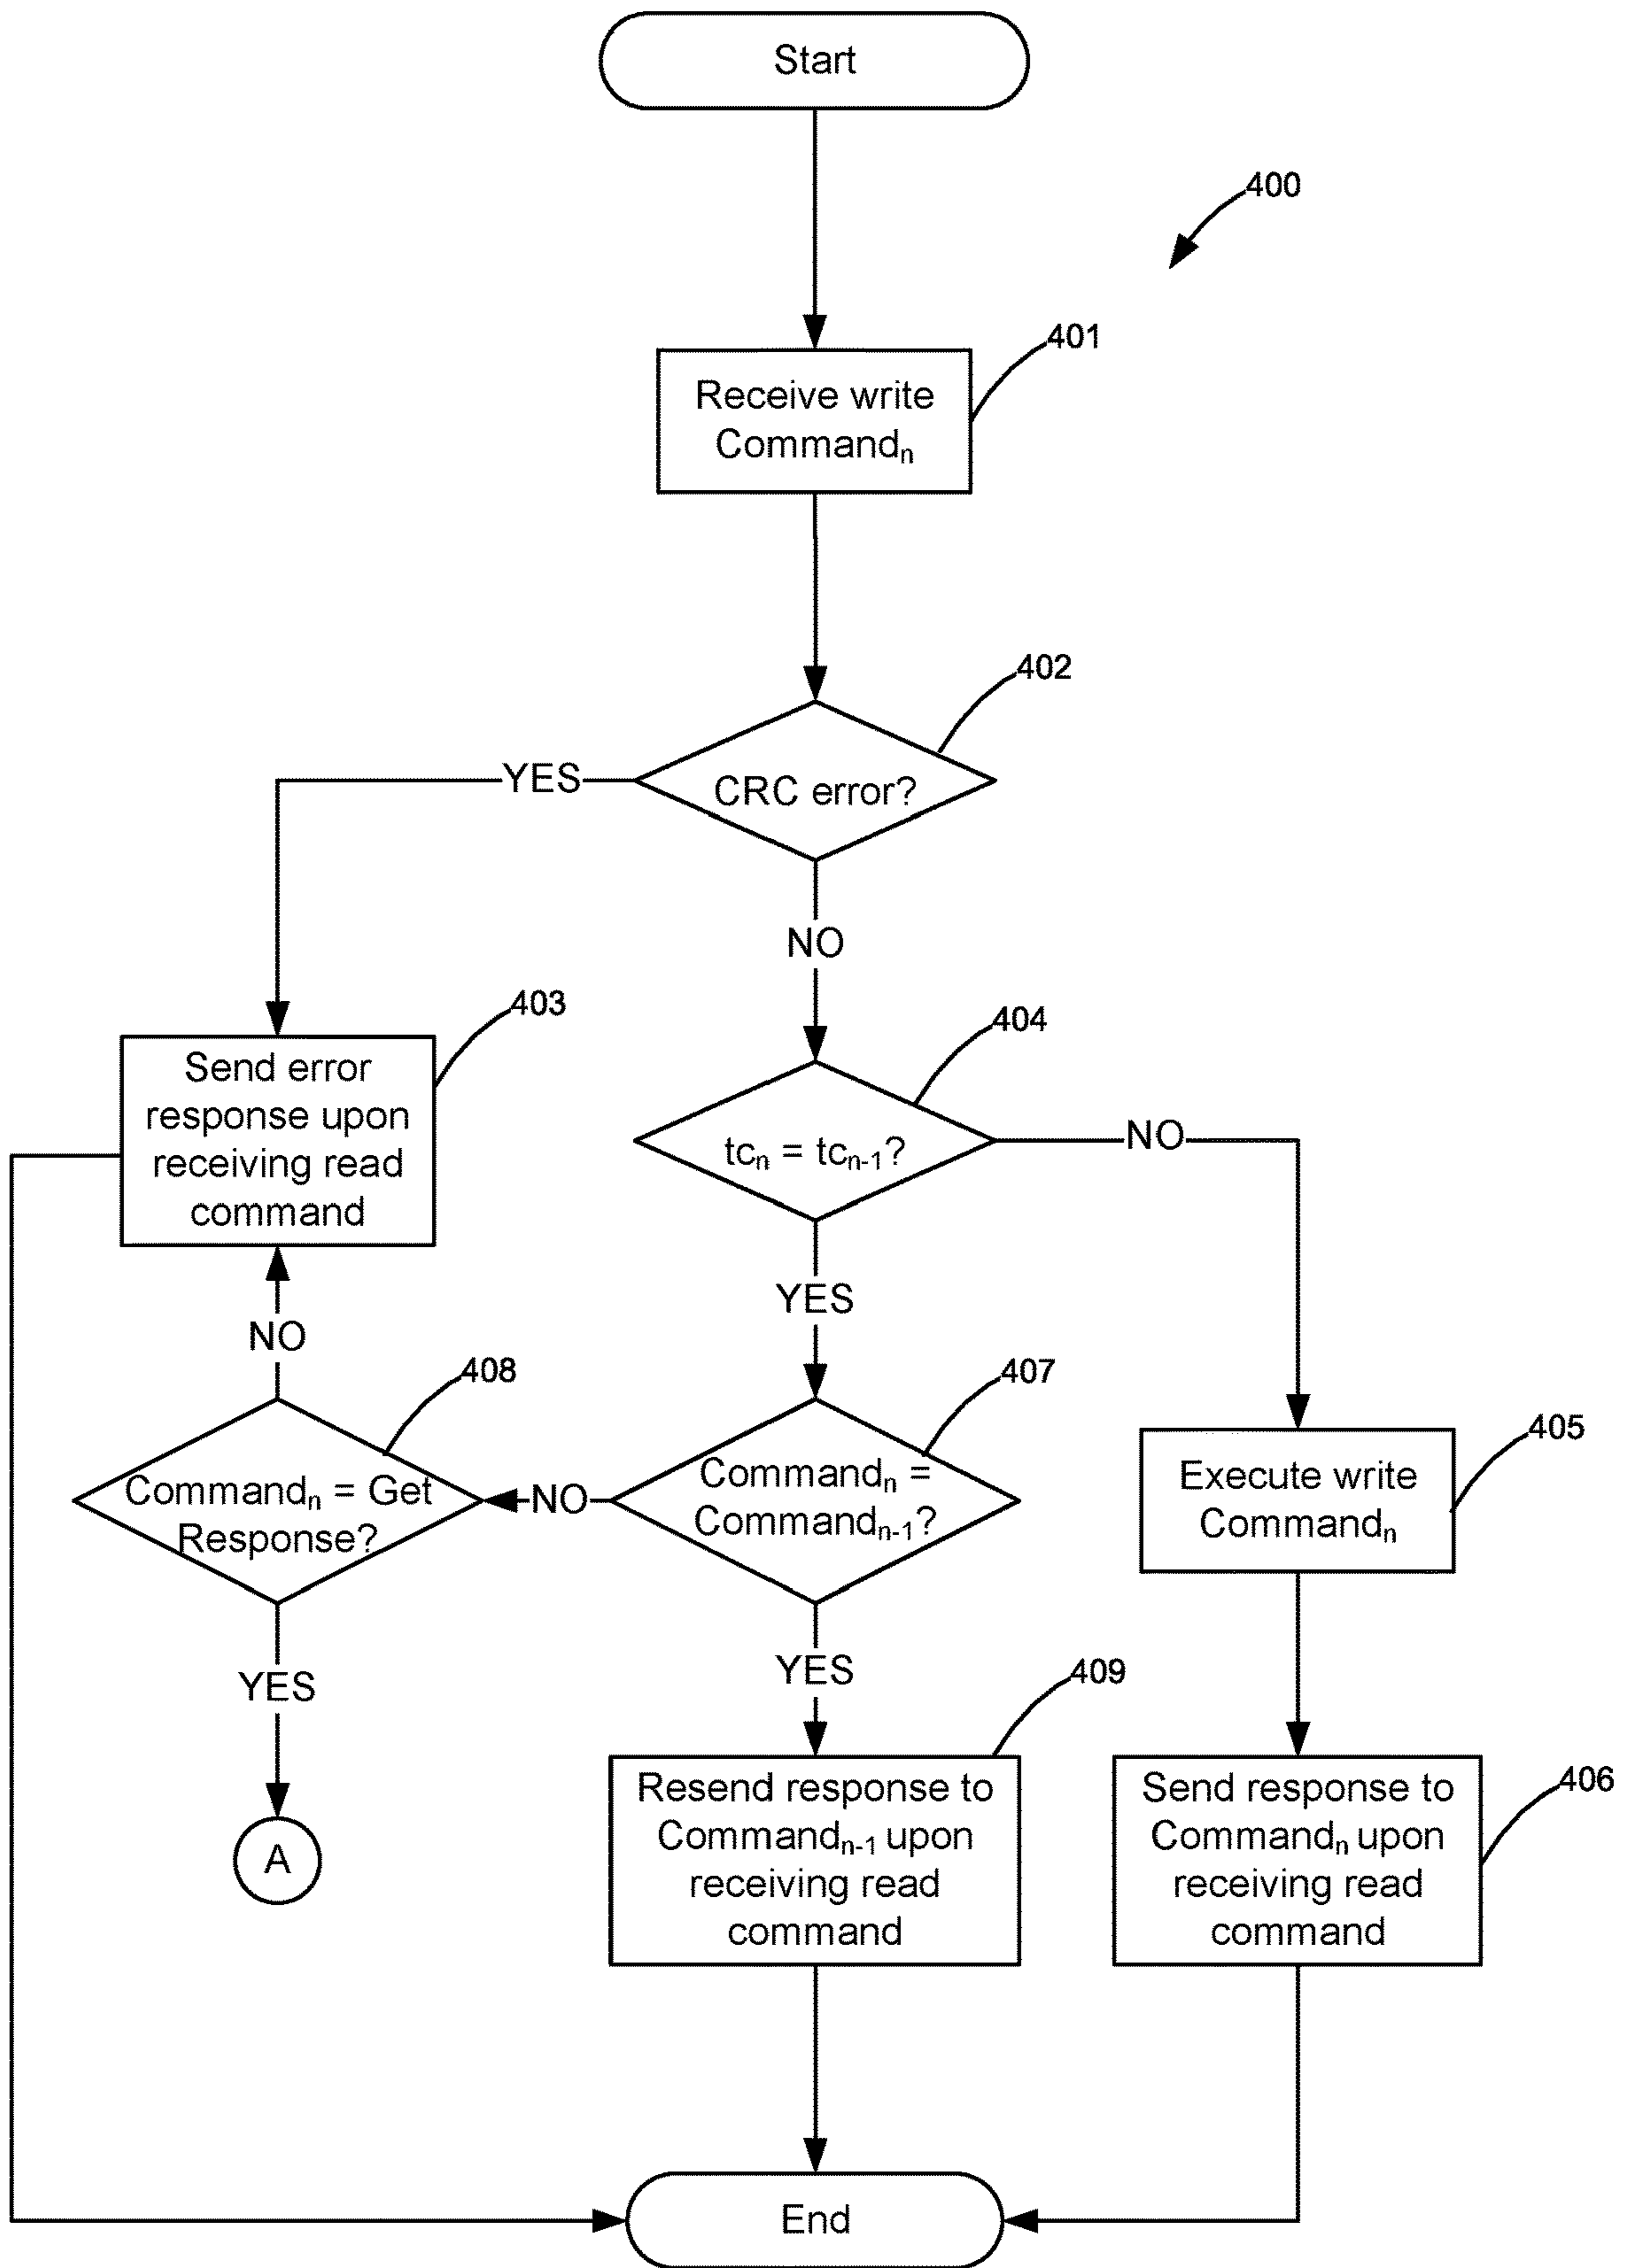 Start
400
401
Receive write
Commandₙ
402
YES
CRC error?
NO
403
404
Send error
response upon
receiving read
command
tcₙ = tcₙ₋₁?
NO
YES
NO
408
407
405
Commandₙ = Get
Response?
NO
Commandₙ =
Commandₙ₋₁?
Execute write
Commandₙ
YES
YES
409
406
A
Resend response to
Commandₙ₋₁ upon
receiving read
command
Send response to
Commandₙ upon
receiving read
command
End